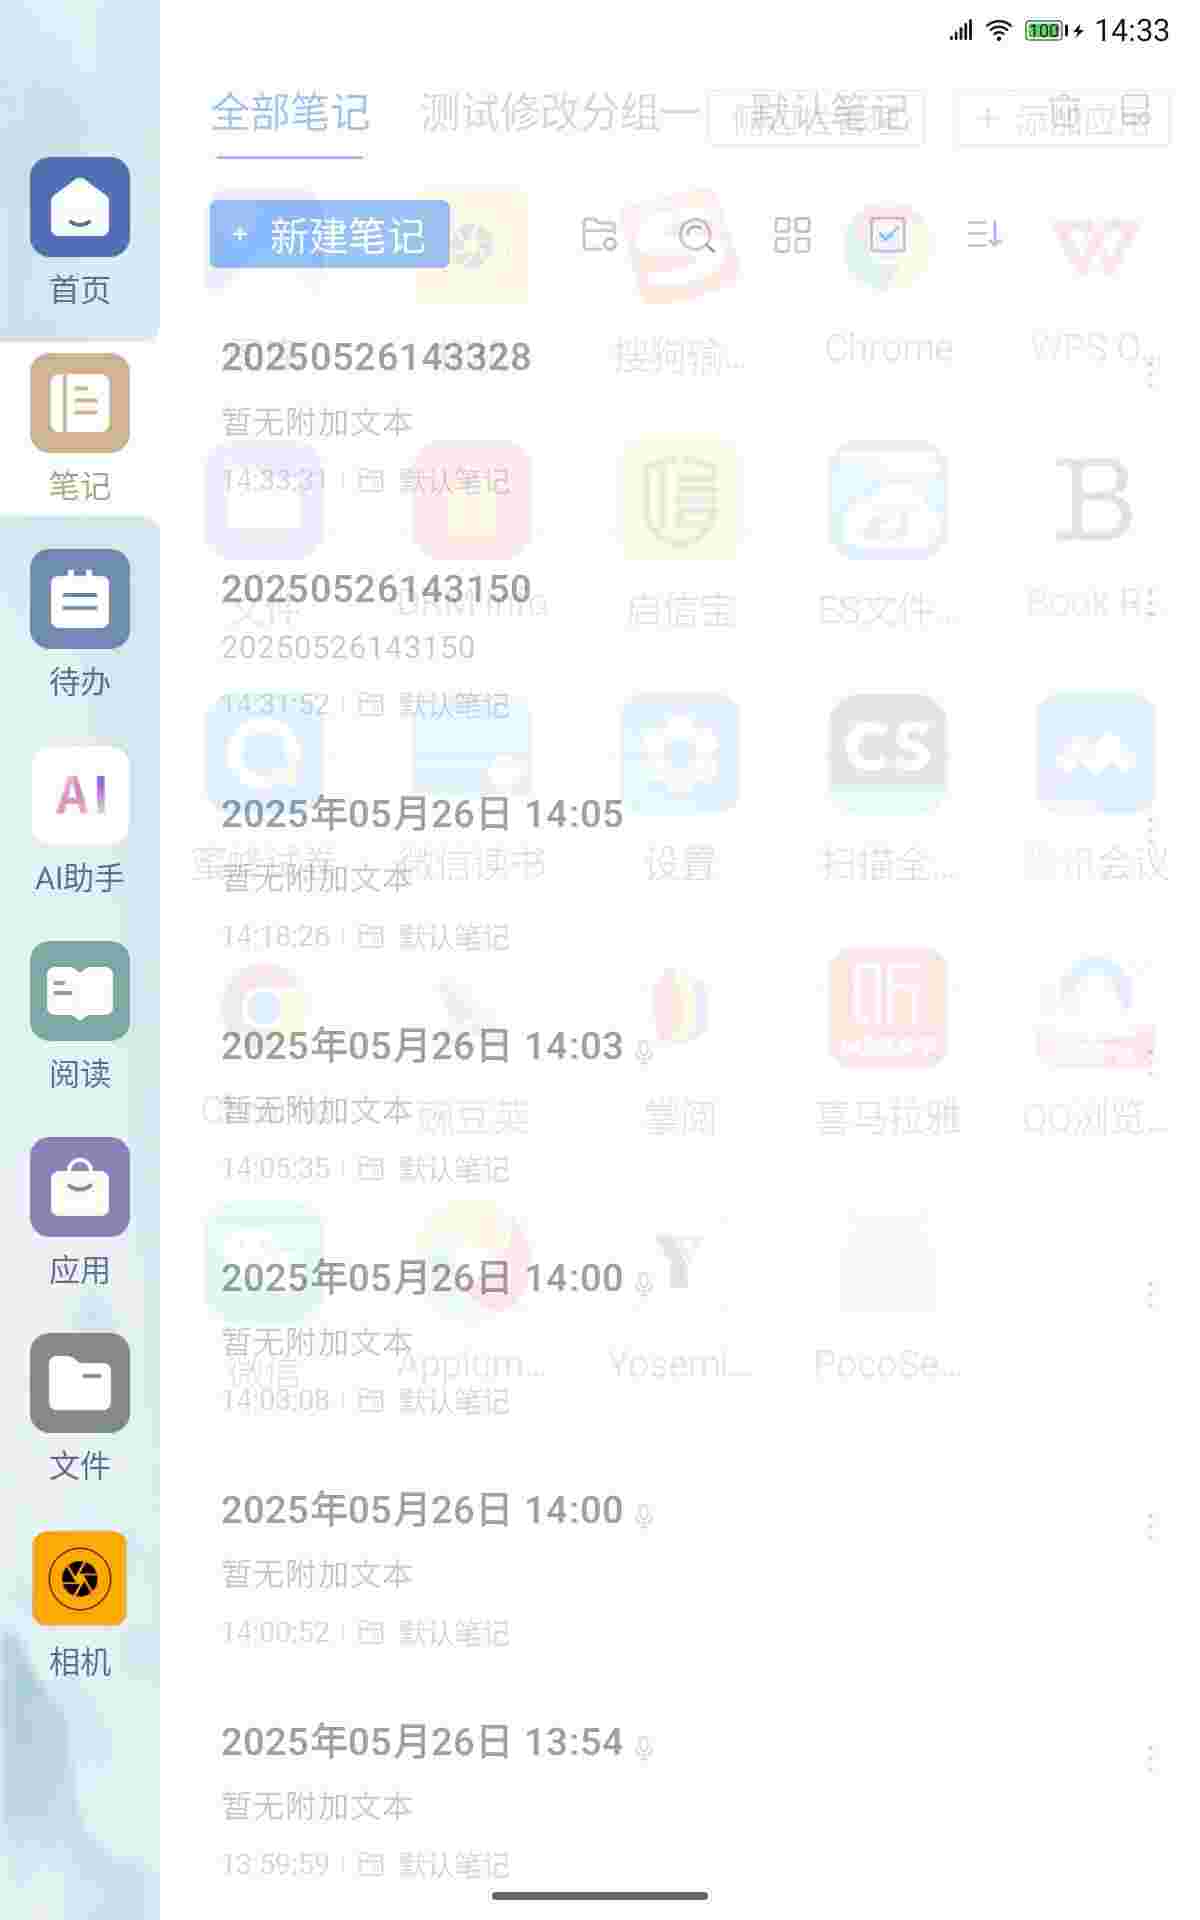 14:33
100
全部笔记 测试修改分组一 默认笔记
+ 添加应用
+ 新建笔记
首页
笔记
待办
AI
AI助手
阅读
应用
文件
相机
20250526143328
搜狗输...
Chrome
WPS O...
暂无附加文本
14:33:31 默认笔记
20250526143150
文件
启信宝
ES文件...
Book R...
20250526143150
14:31:52 默认笔记
CS
2025年05月26日 14:05
微信读书
设置
扫描全...
腾讯会议
暂无附加文本
14:18:26 默认笔记
2025年05月26日 14:03
暂无附加文本
豌豆荚
掌阅
喜马拉雅
QQ浏览...
14:05:35 默认笔记
2025年05月26日 14:00
暂无附加文本
微信
Appium...
Yosemi...
PocoSe...
14:03:08 默认笔记
2025年05月26日 14:00
暂无附加文本
14:00:52 默认笔记
2025年05月26日 13:54
暂无附加文本
13:59:59 默认笔记